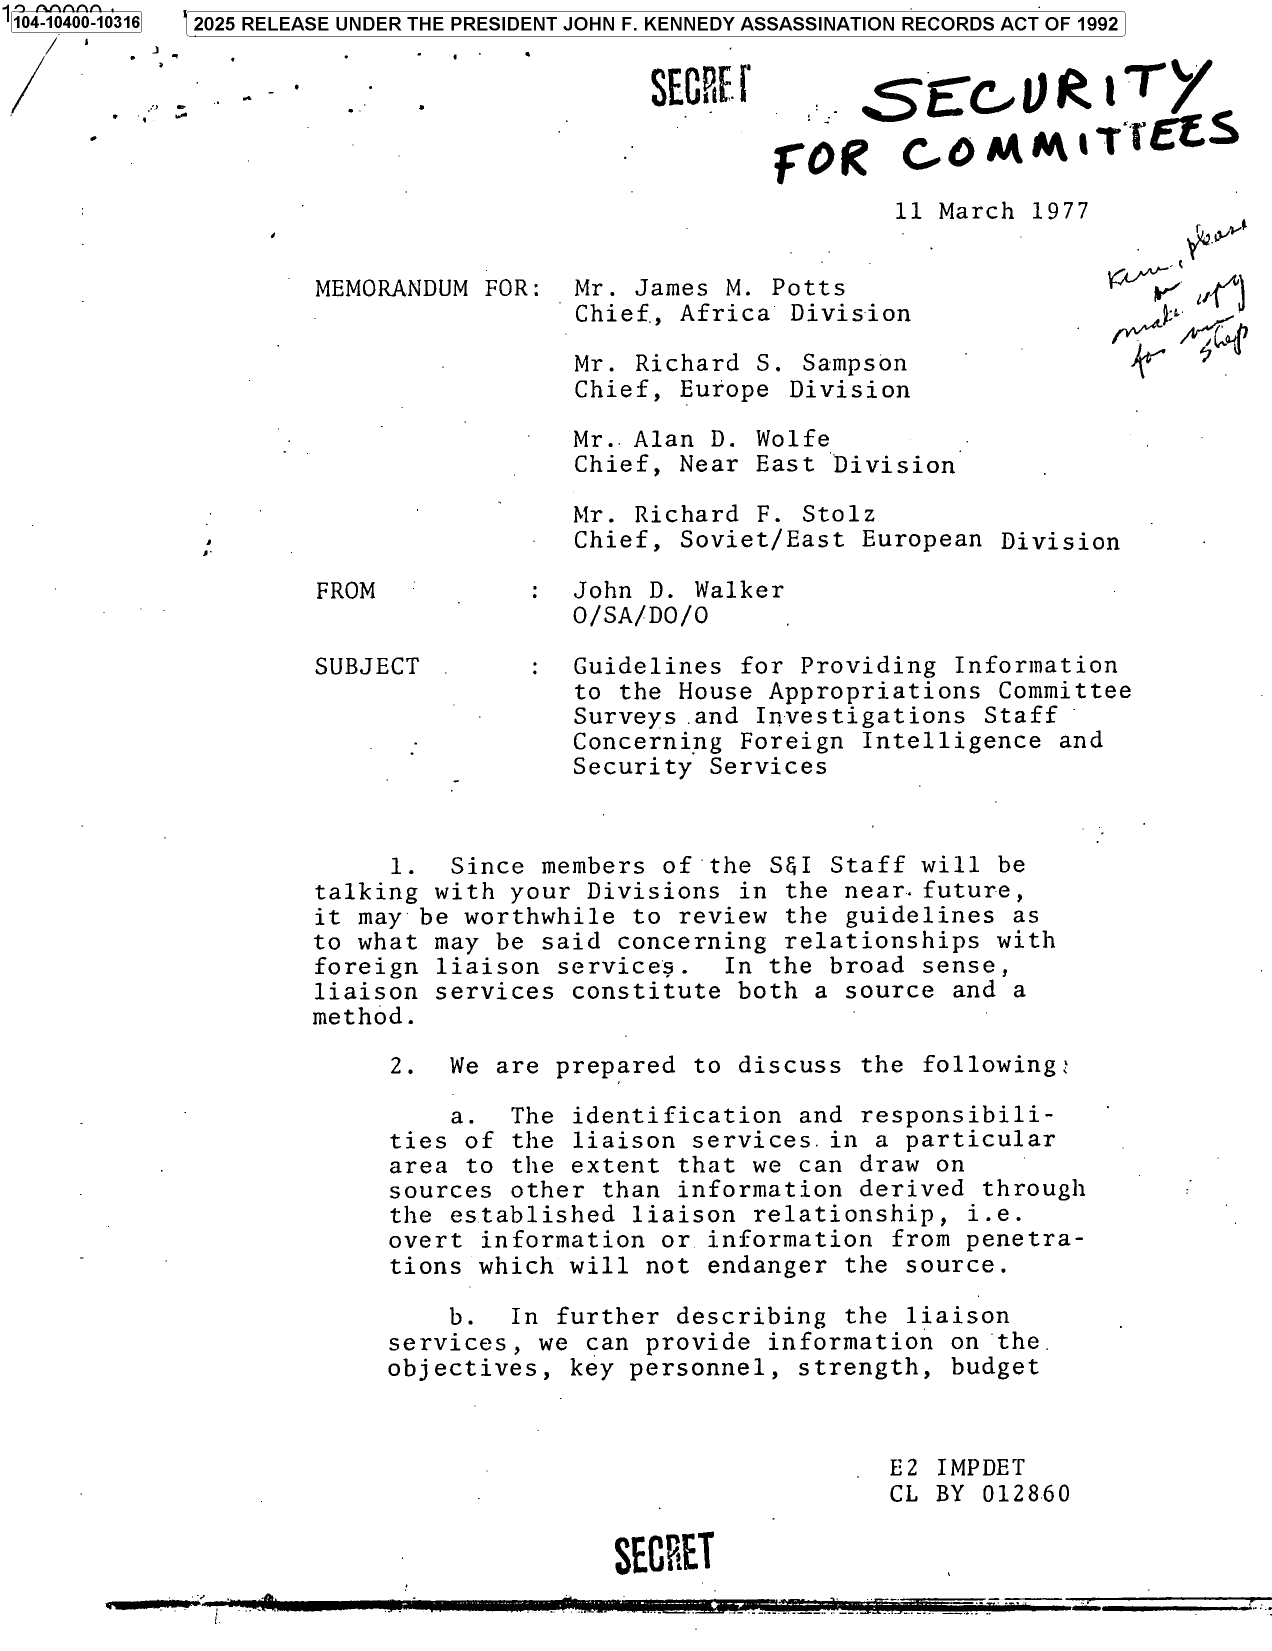 104-10400-10316
2025 RELEASE UNDER THE PRESIDENT JOHN F. KENNEDY ASSASSINATION RECORDS ACT OF 1992
SECRET
SECURITY
FOR COMMITTEES
11 March 1977
please
make copy
for me
Shep
MEMORANDUM FOR: Mr. James M. Potts
Chief, Africa Division
Mr. Richard S. Sampson
Chief, Europe Division
Mr. Alan D. Wolfe
Chief, Near East Division
Mr. Richard F. Stolz
Chief, Soviet/East European Division
FROM : John D. Walker
O/SA/DO/O
SUBJECT : Guidelines for Providing Information
to the House Appropriations Committee
Surveys and Investigations Staff
Concerning Foreign Intelligence and
Security Services
1. Since members of the S&I Staff will be
talking with your Divisions in the near future,
it may be worthwhile to review the guidelines as
to what may be said concerning relationships with
foreign liaison services. In the broad sense,
liaison services constitute both a source and a
method.
2. We are prepared to discuss the following:
a. The identification and responsibili-
ties of the liaison services in a particular
area to the extent that we can draw on
sources other than information derived through
the established liaison relationship, i.e.
overt information or information from penetra-
tions which will not endanger the source.
b. In further describing the liaison
services, we can provide information on the
objectives, key personnel, strength, budget
E2 IMPDET
CL BY 012860
SECRET